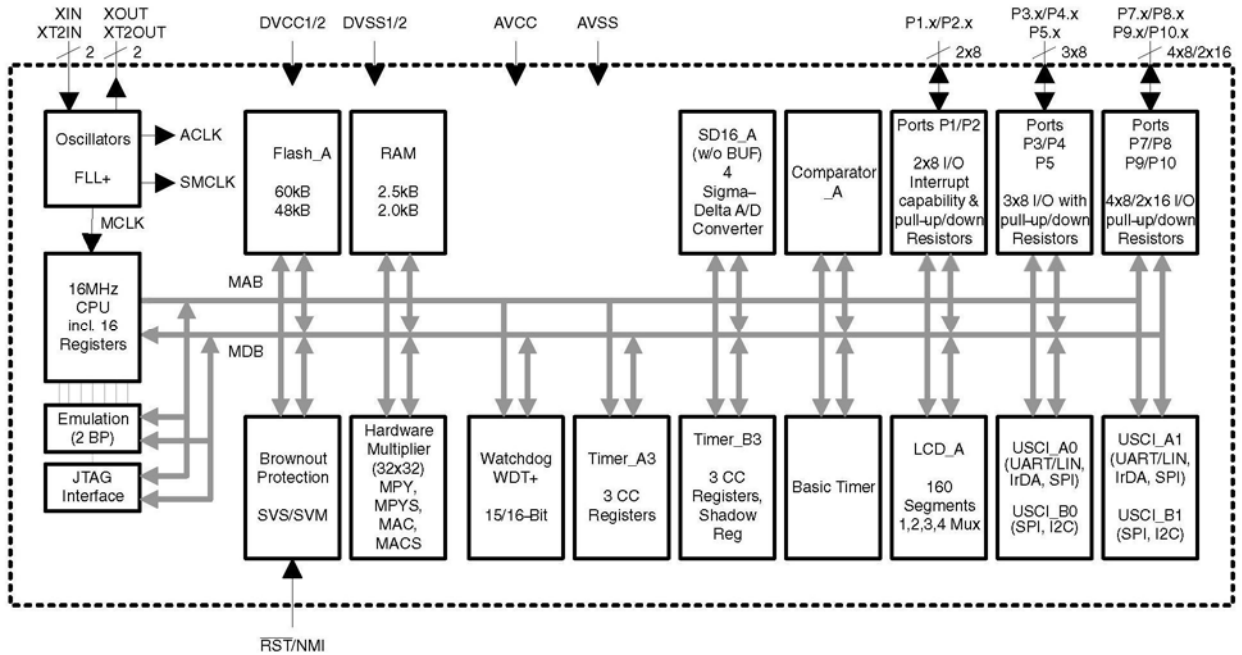 XIN
XT2IN
2
XOUT
XT2OUT
2
DVCC1/2
DVSS1/2
AVCC
AVSS
P1.x/P2.x
2x8
P3.x/P4.x
P5.x
3x8
P7.x/P8.x
P9.x/P10.x
4x8/2x16
Oscillators
FLL+
ACLK
SMCLK
MCLK
Flash_A
60kB
48kB
RAM
2.5kB
2.0kB
SD16_A
(w/o BUF)
4
Sigma–
Delta A/D
Converter
Comparator
_A
Ports P1/P2
2x8 I/O
Interrupt
capability &
pull–up/down
Resistors
Ports
P3/P4
P5
3x8 I/O with
pull–up/down
Resistors
Ports
P7/P8
P9/P10
4x8/2x16 I/O
pull–up/down
Resistors
16MHz
CPU
incl. 16
Registers
MAB
MDB
Emulation
(2 BP)
JTAG
Interface
Brownout
Protection
SVS/SVM
Hardware
Multiplier
(32x32)
MPY,
MPYS,
MAC,
MACS
Watchdog
WDT+
15/16–Bit
Timer_A3
3 CC
Registers
Timer_B3
3 CC
Registers,
Shadow
Reg
Basic Timer
LCD_A
160
Segments
1,2,3,4 Mux
USCI_A0
(UART/LIN,
IrDA, SPI)
USCI_B0
(SPI, I2C)
USCI_A1
(UART/LIN,
IrDA, SPI)
USCI_B1
(SPI, I2C)
RST/NMI